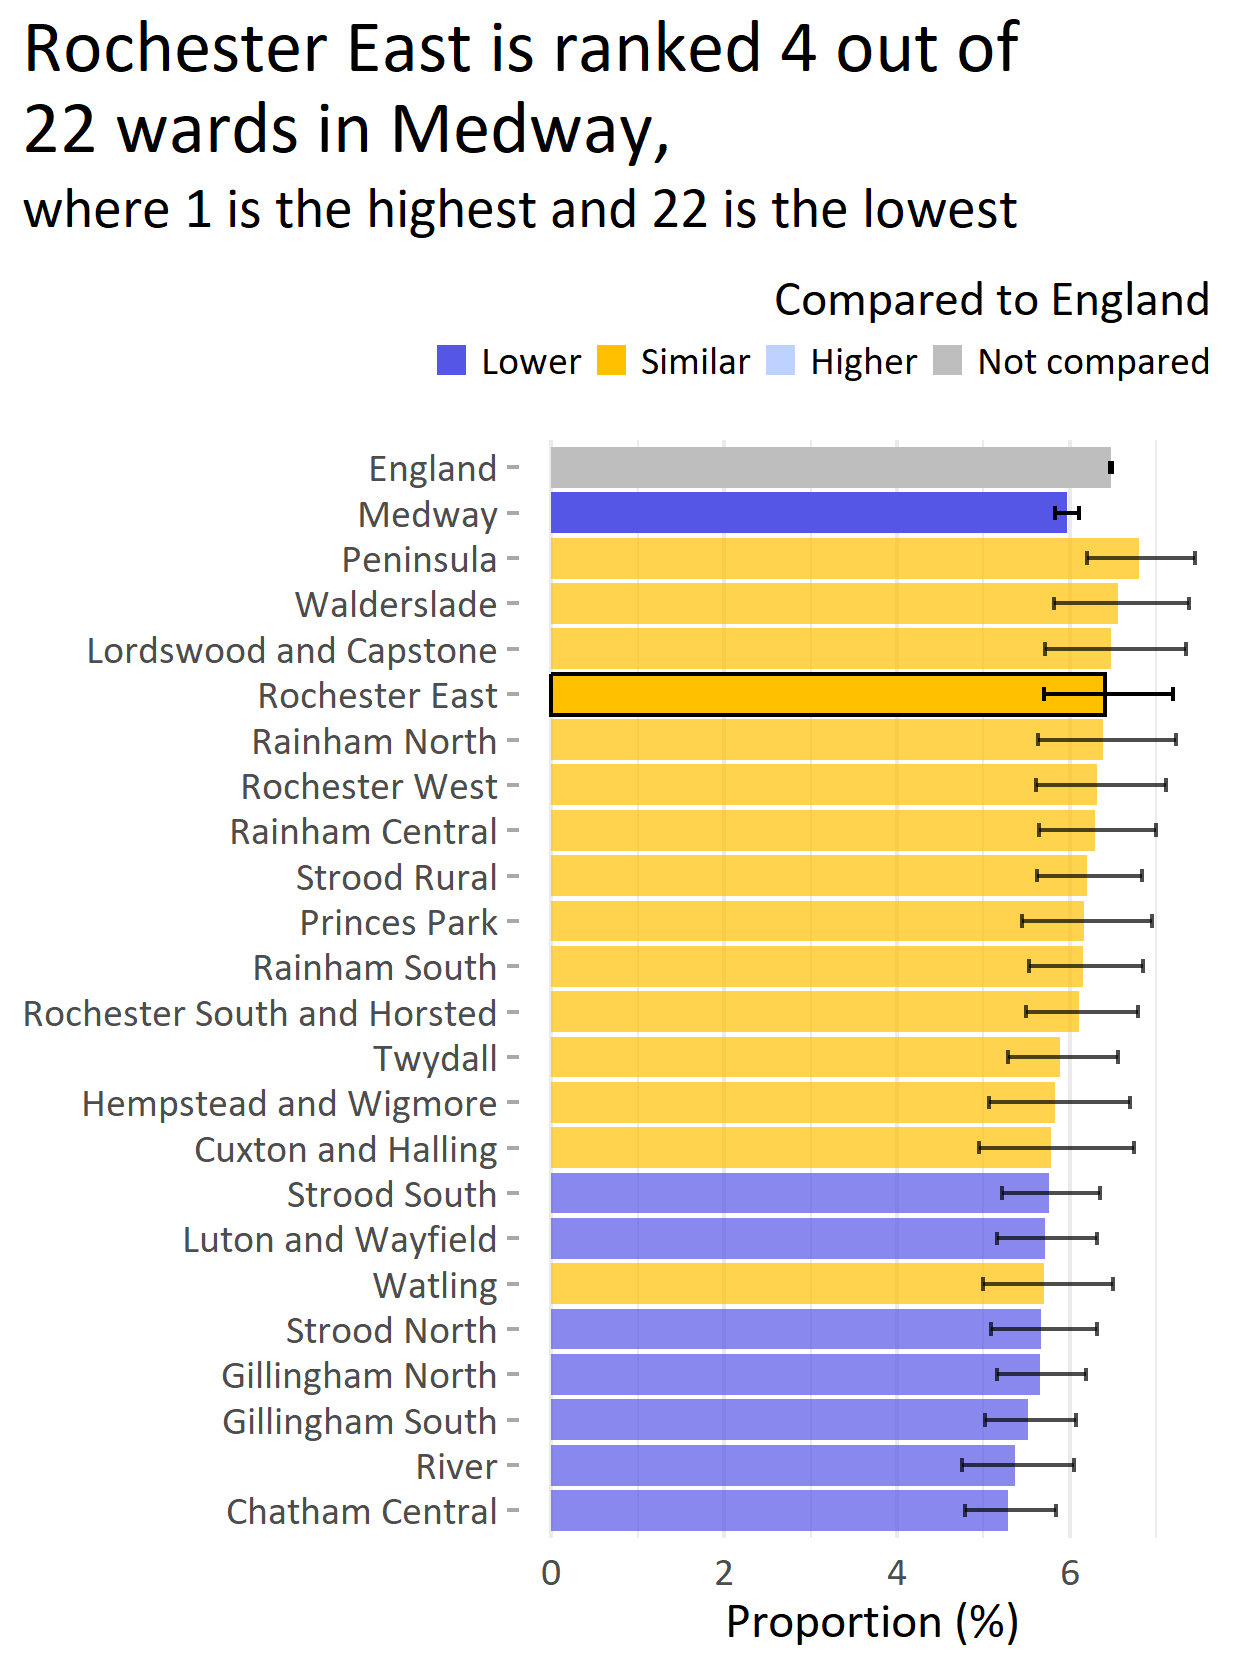 Rochester East is ranked 4 out of
22 wards in Medway,
where 1 is the highest and 22 is the lowest
Compared to England
Lower Similar Higher Not compared
England
Medway
Peninsula
Walderslade
Lordswood and Capstone
Rochester East
Rainham North
Rochester West
Rainham Central
Strood Rural
Princes Park
Rainham South
Rochester South and Horsted
Twydall
Hempstead and Wigmore
Cuxton and Halling
Strood South
Luton and Wayfield
Watling
Strood North
Gillingham North
Gillingham South
River
Chatham Central
0 2 4 6
Proportion (%)